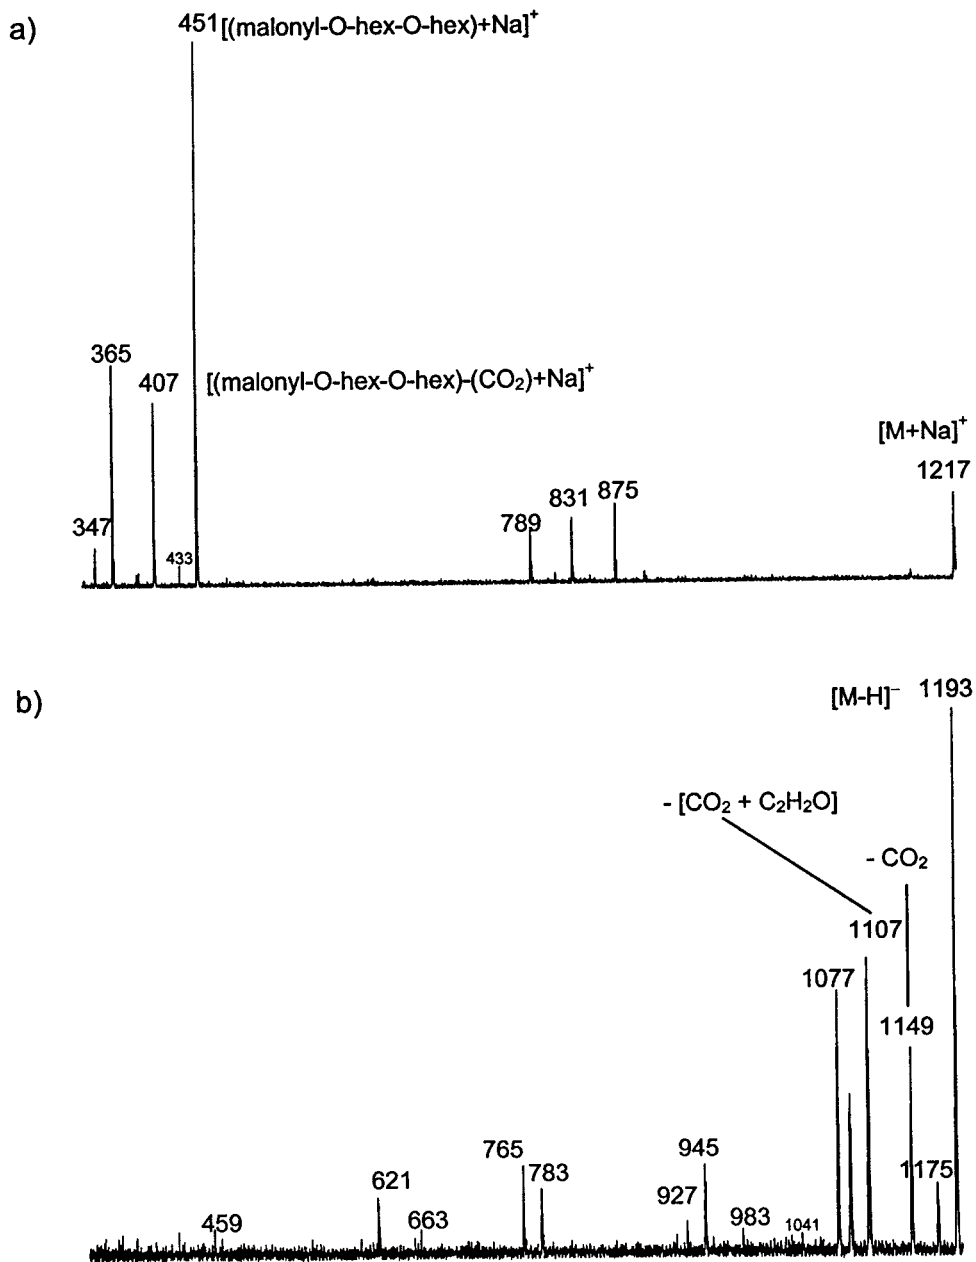 a)
451 [(malonyl-O-hex-O-hex)+Na]+
365
407 [(malonyl-O-hex-O-hex)-(CO₂)+Na]+
[M+Na]+
1217
347
433
789
831
875
b)
[M-H]− 1193
- [CO₂ + C₂H₂O]
- CO₂
1107
1077
1149
765
783
945
1175
621
927
459
663
983
1041